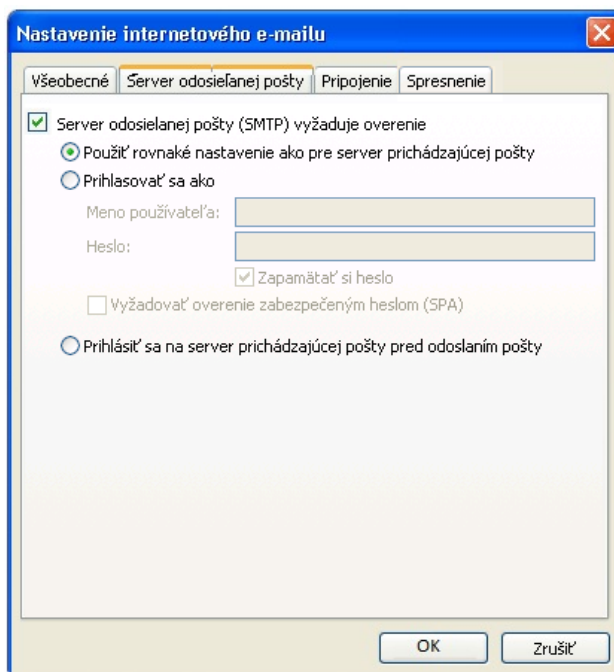 Nastavenie internetového e-mailu
Všeobecné Server odosieľanej pošty Pripojenie Spresnenie
Server odosielanej pošty (SMTP) vyžaduje overenie
Použiť rovnaké nastavenie ako pre server prichádzajúcej pošty
Prihlasovať sa ako
Meno používateľa:
Heslo:
Zapamätať si heslo
Vyžadovať overenie zabezpečeným heslom (SPA)
Prihlásiť sa na server prichádzajúcej pošty pred odoslaním pošty
OK Zrušiť